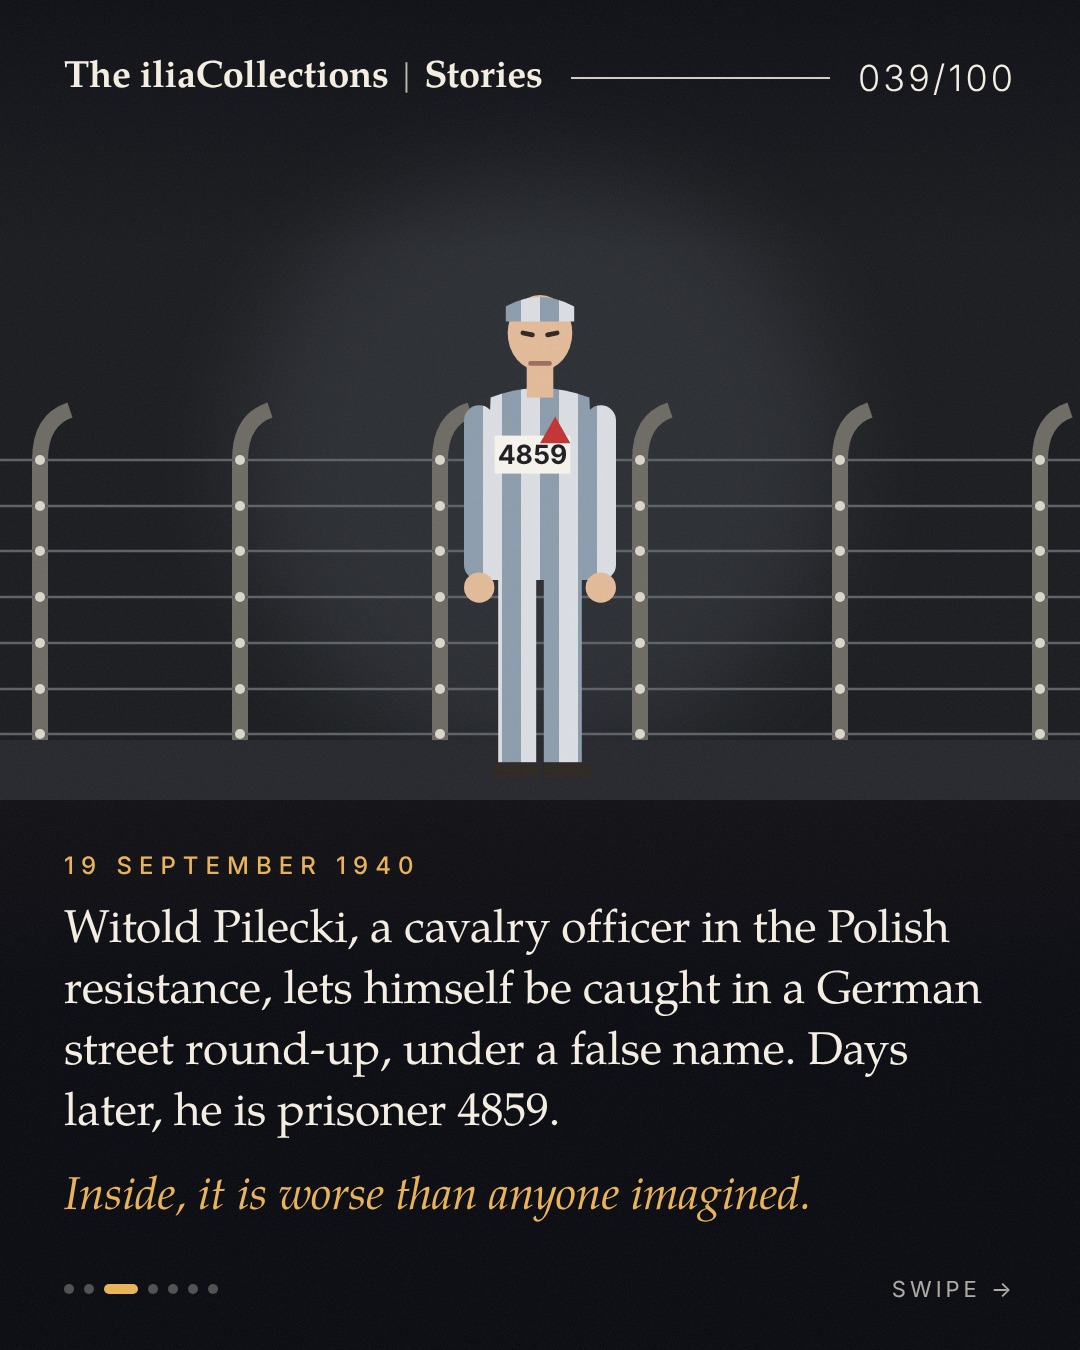 The iliaCollections | Stories 039/100
4859
19 SEPTEMBER 1940
Witold Pilecki, a cavalry officer in the Polish
resistance, lets himself be caught in a German
street round-up, under a false name. Days
later, he is prisoner 4859.
Inside, it is worse than anyone imagined.
SWIPE →